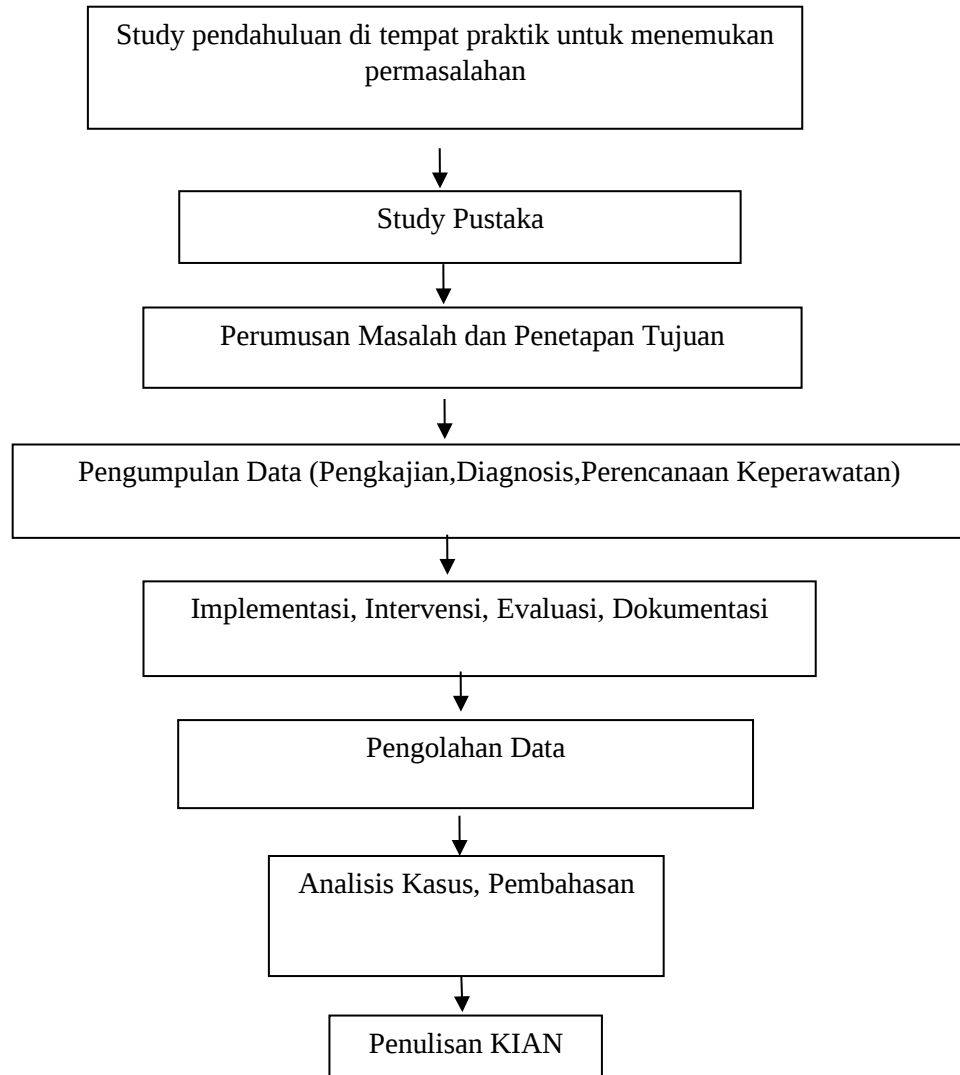 Study pendahuluan di tempat praktik untuk menemukan
permasalahan
Study Pustaka
Perumusan Masalah dan Penetapan Tujuan
Pengumpulan Data (Pengkajian,Diagnosis,Perencanaan Keperawatan)
Implementasi, Intervensi, Evaluasi, Dokumentasi
Pengolahan Data
Analisis Kasus, Pembahasan
Penulisan KIAN